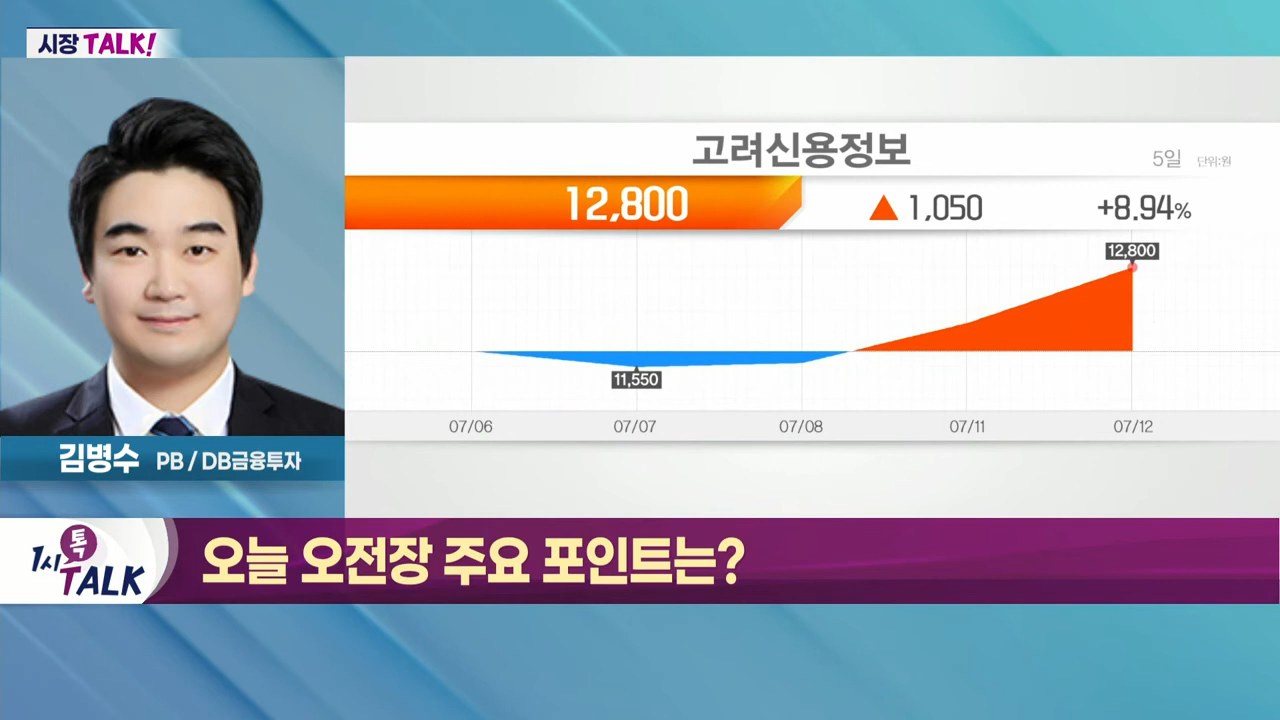 시장 TALK!
고려신용정보
5일 단위:원
12,800 ▲ 1,050 +8.94%
12,800
11,550
07/06 07/07 07/08 07/11 07/12
김병수 PB / DB금융투자
1시 톡 TALK
오늘 오전장 주요 포인트는?